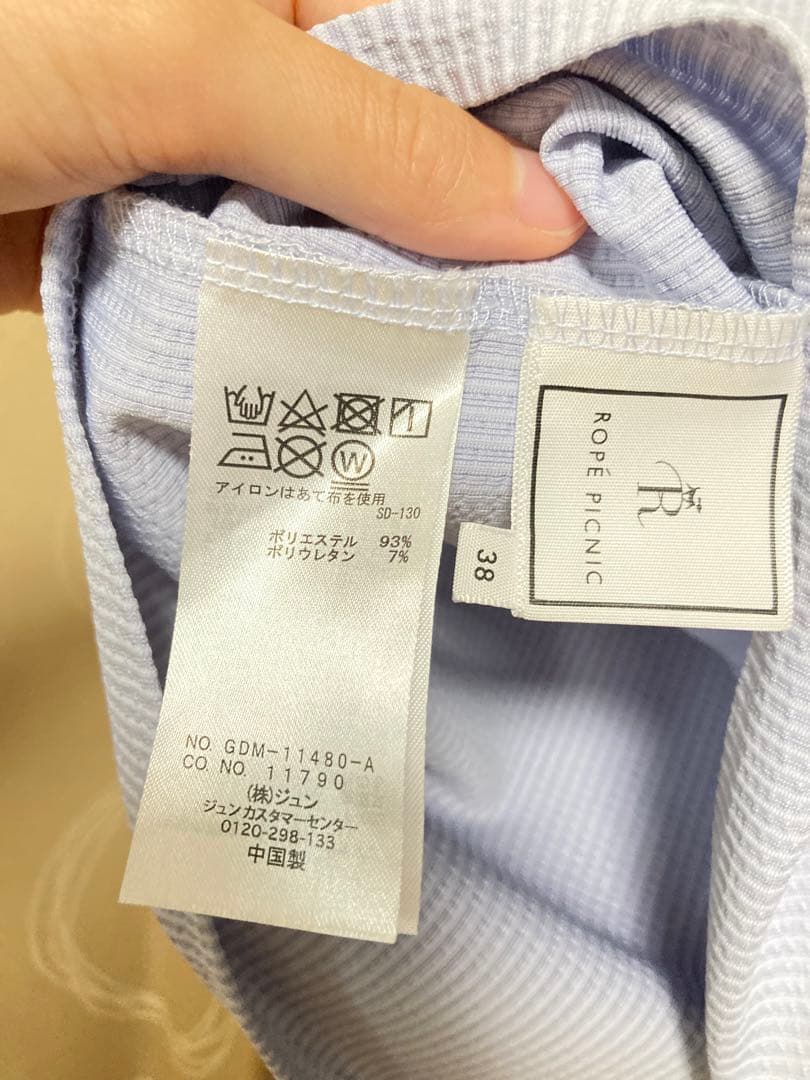 アイロンはあて布を使用
SD-130
ポリエステル 93%
ポリウレタン 7%
NO. GDM-11480-A
CO. NO. 11790
(株)ジュン
ジュンカスタマーセンター
0120-298-133
中国製
38
R
ROPÉ PICNIC